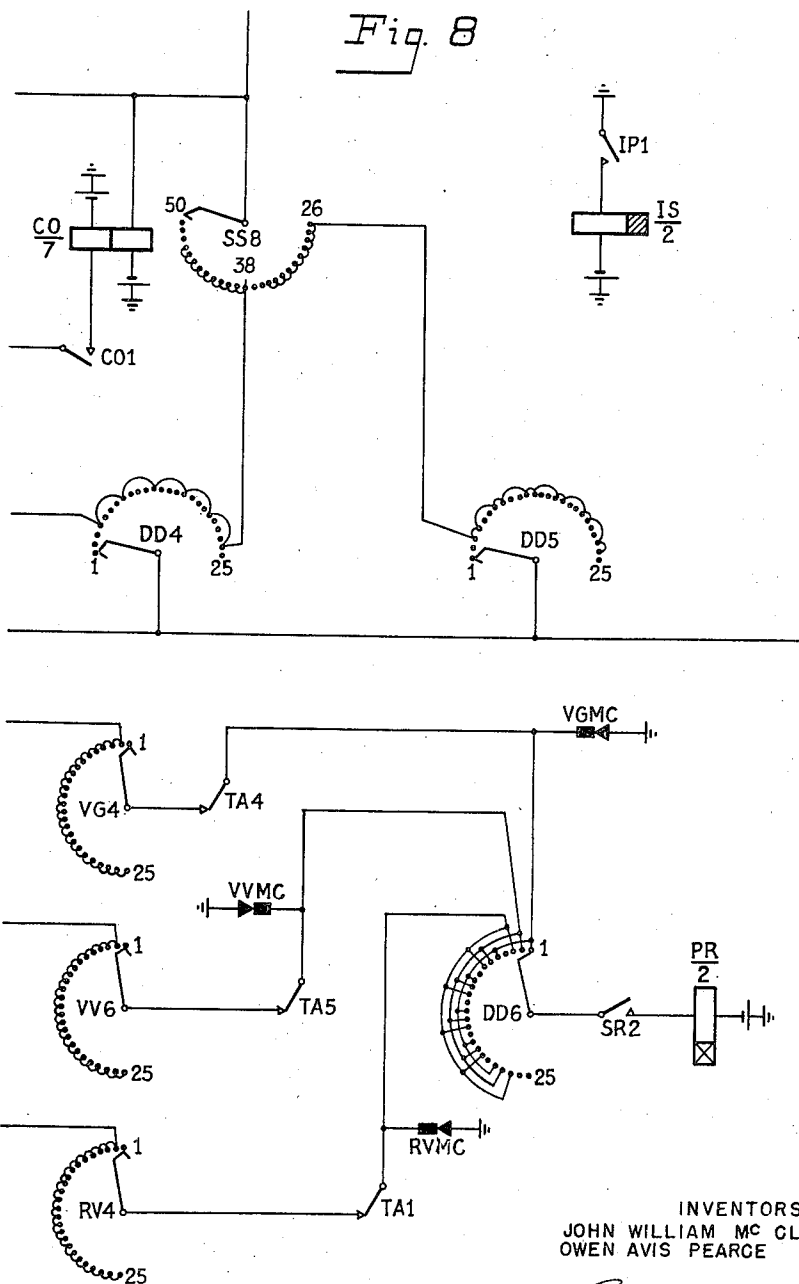 Fig. 8
IP1
CO
7
50
SS8
26
38
IS
2
CO1
DD4
1
25
DD5
1
25
VGMC
1
VG4
TA4
25
VVMC
1
VV6
TA5
25
1
DD6
SR2
PR
2
25
RVMC
1
RV4
TA1
25
INVENTORS
JOHN WILLIAM Mc CL
OWEN AVIS PEARCE